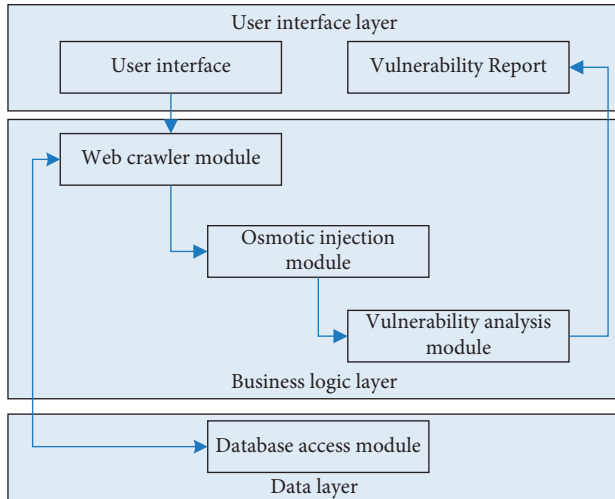 User interface layer
User interface
Vulnerability Report
Web crawler module
Osmotic injection
module
Vulnerability analysis
module
Business logic layer
Database access module
Data layer